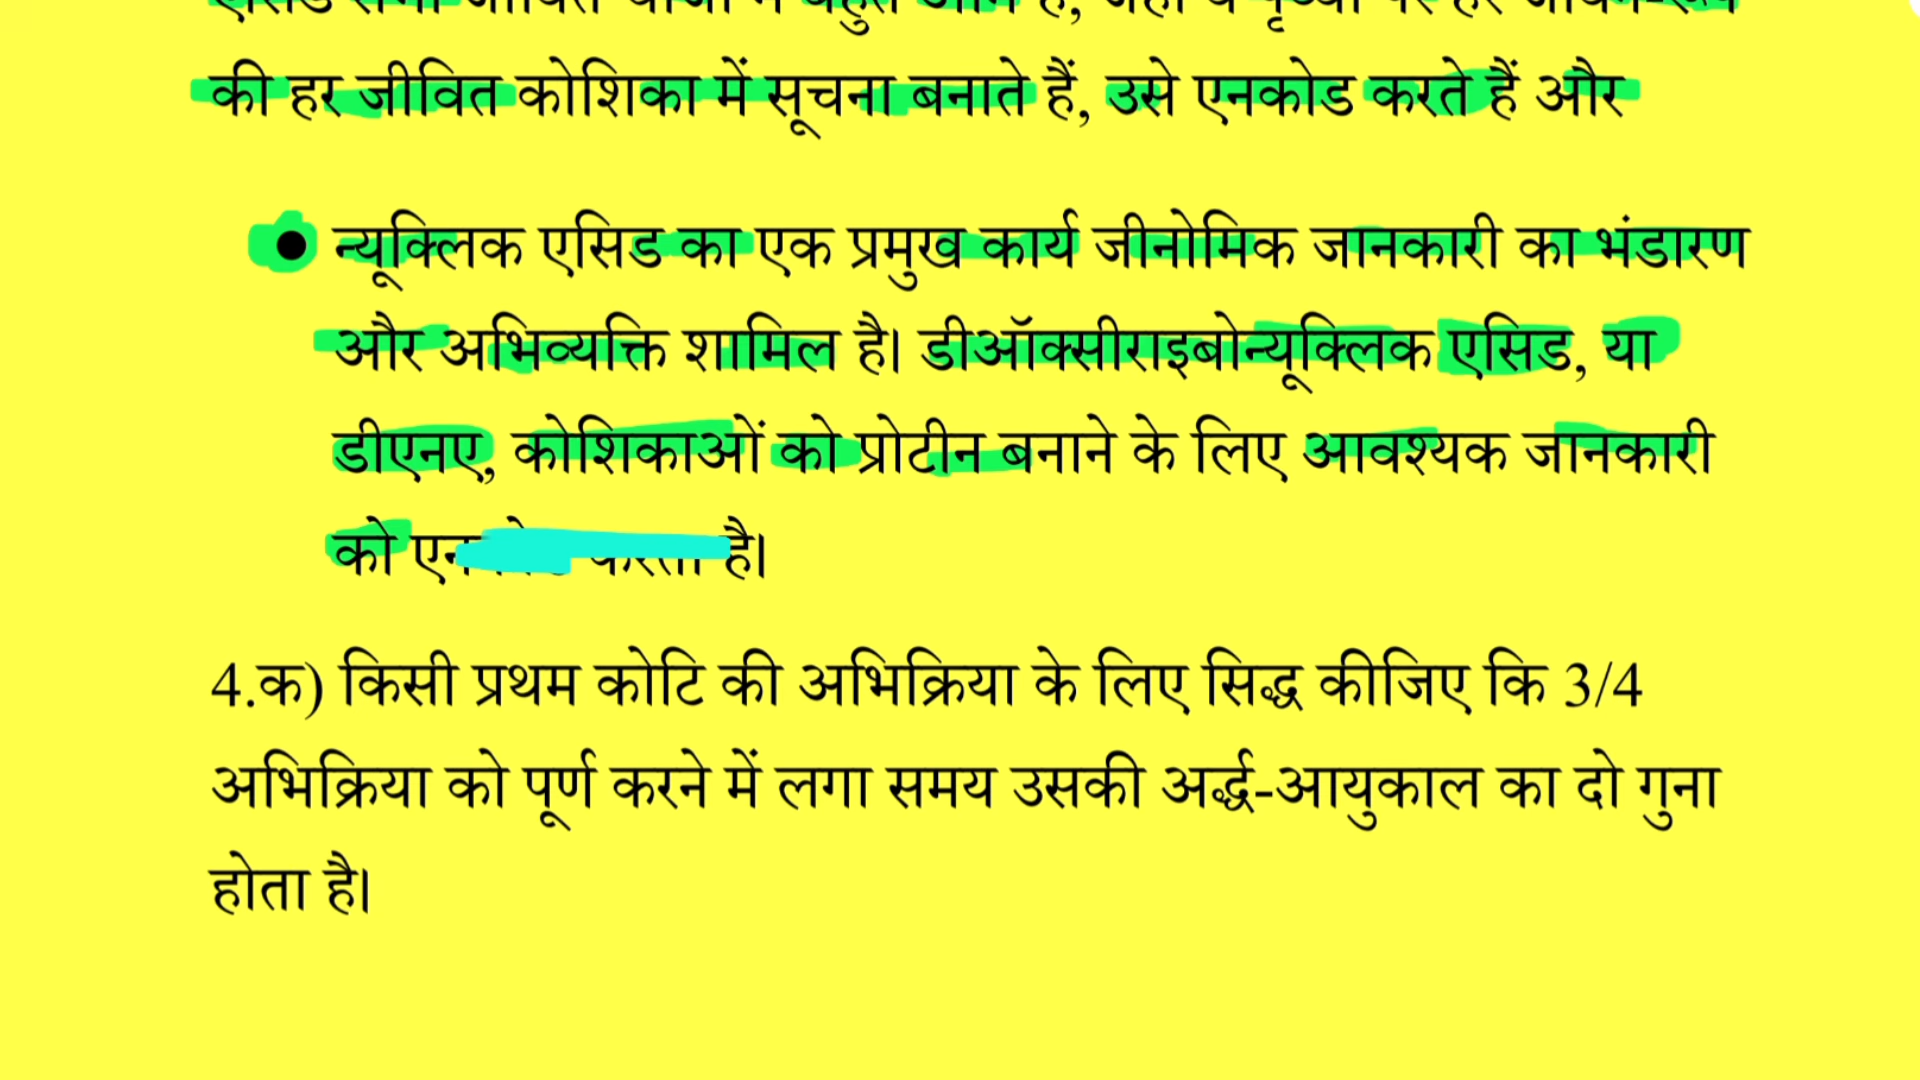 की हर जीवित कोशिका में सूचना बनाते हैं, उसे एनकोड करते हैं और
● न्यूक्लिक एसिड का एक प्रमुख कार्य जीनोमिक जानकारी का भंडारण
और अभिव्यक्ति शामिल है। डीऑक्सीराइबोन्यूक्लिक एसिड, या
डीएनए, कोशिकाओं को प्रोटीन बनाने के लिए आवश्यक जानकारी
को है।
4.क) किसी प्रथम कोटि की अभिक्रिया के लिए सिद्ध कीजिए कि 3/4
अभिक्रिया को पूर्ण करने में लगा समय उसकी अर्द्ध-आयुकाल का दो गुना
होता है।